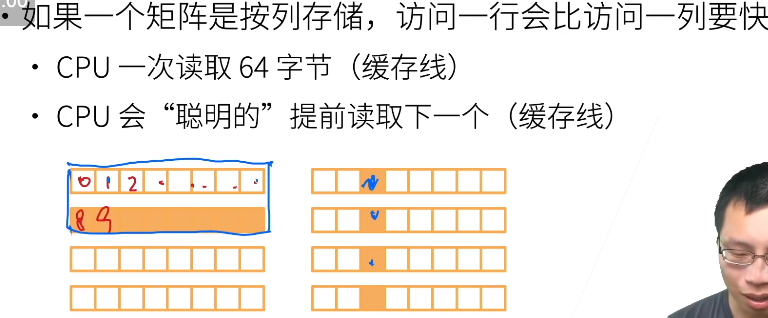 :00
• 如果一个矩阵是按列存储，访问一行会比访问一列要快
• CPU 一次读取 64 字节（缓存线）
• CPU 会“聪明的”提前读取下一个（缓存线）
0 1 2
8 9